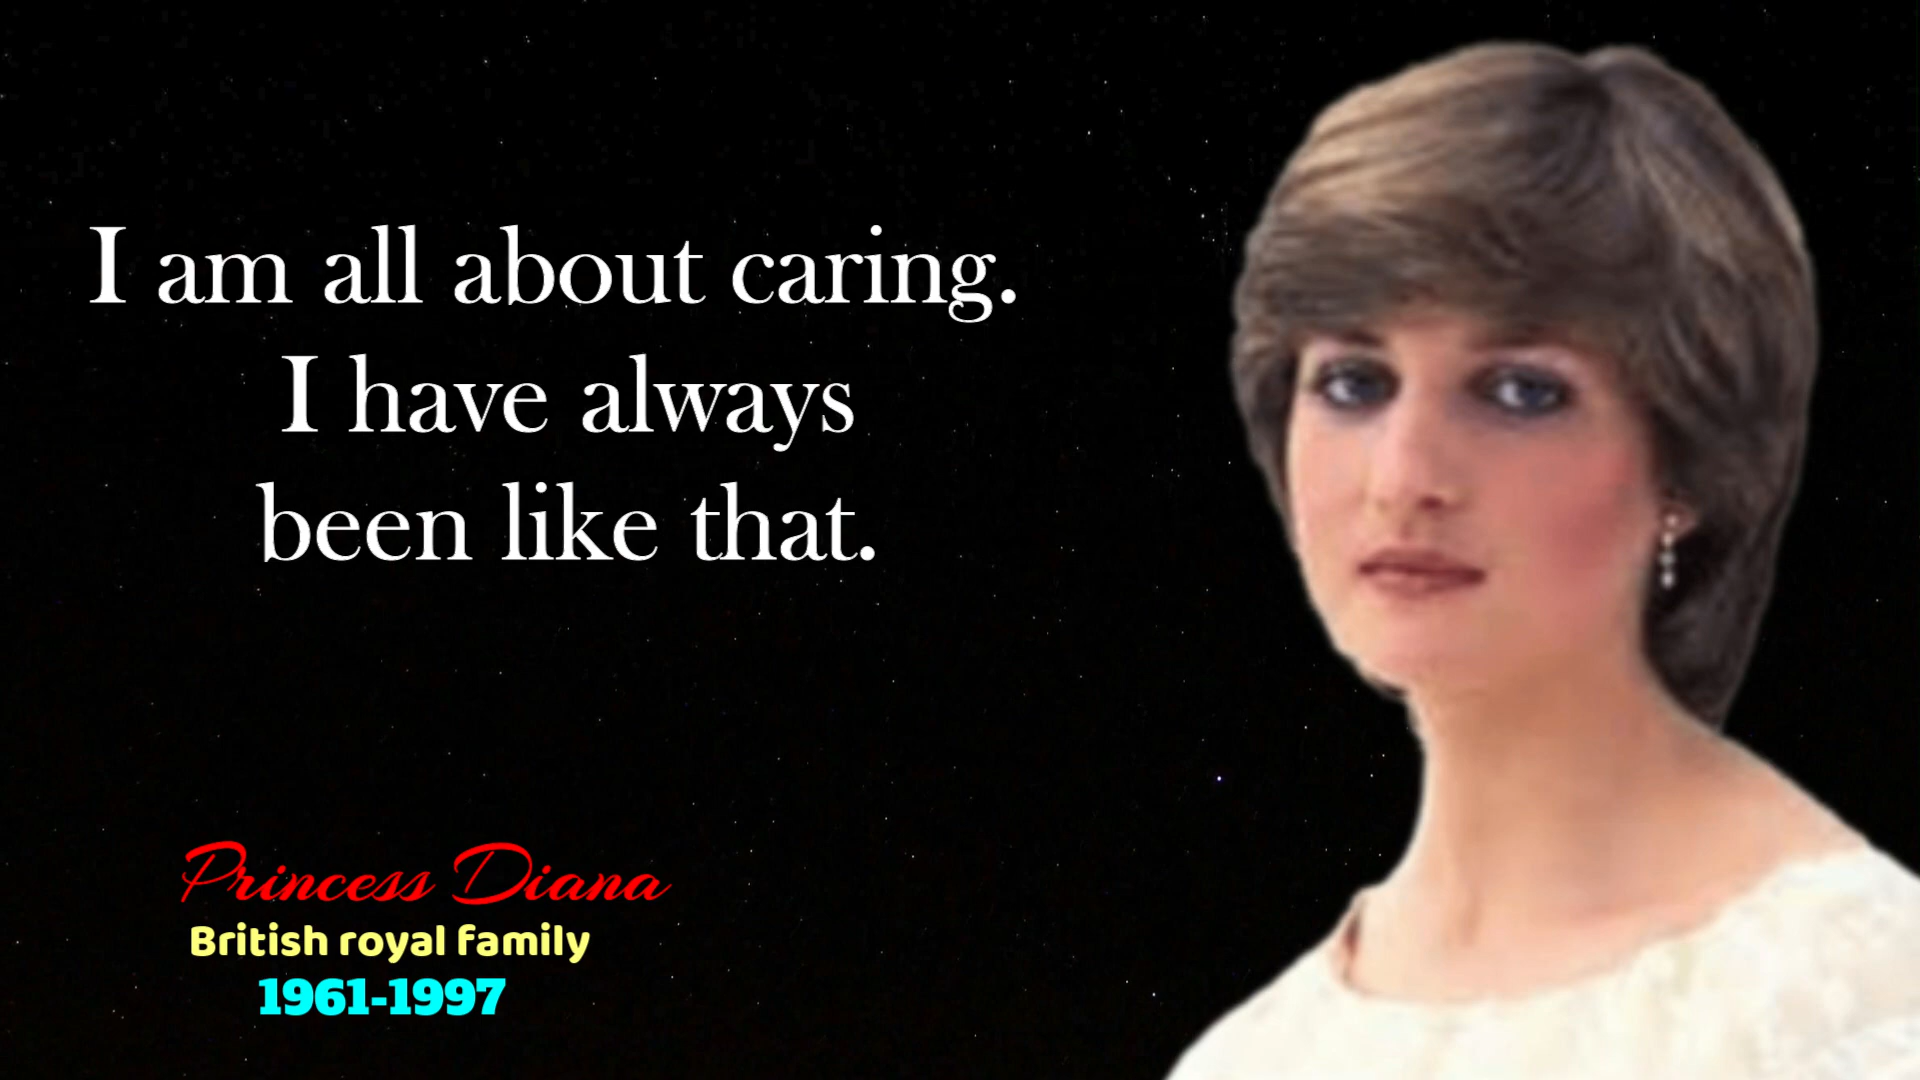 I am all about caring.
I have always
been like that.
Princess Diana
British royal family
1961-1997